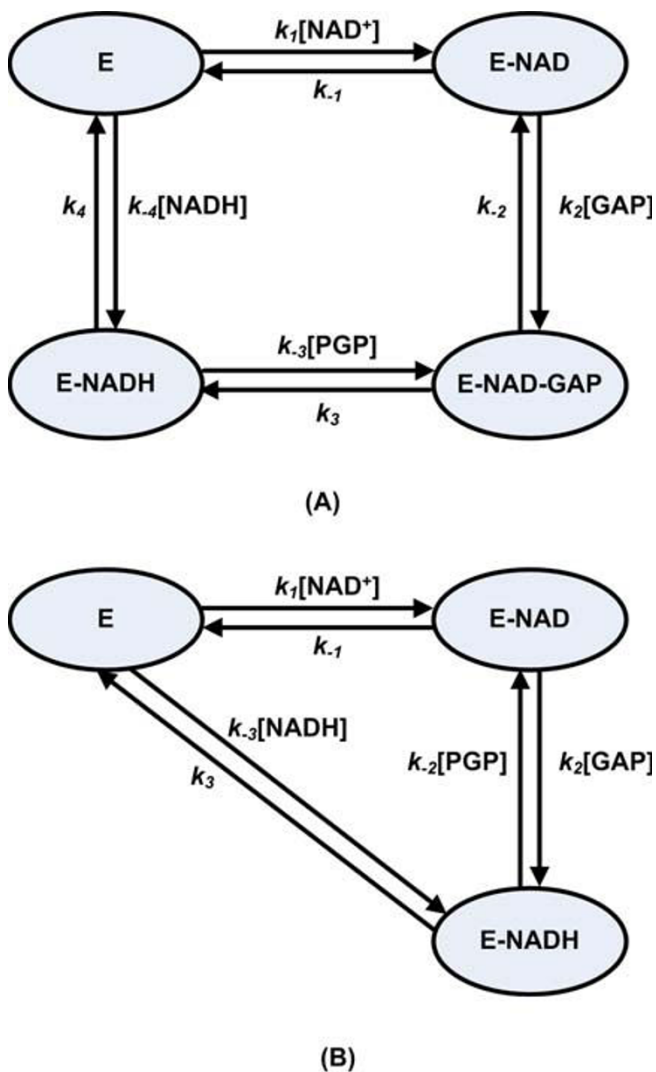 k1[NAD+]
E
E-NAD
k-1
k4
k-4[NADH]
k-2
k2[GAP]
k-3[PGP]
E-NADH
E-NAD-GAP
k3
(A)
k1[NAD+]
E
E-NAD
k-1
k-3[NADH]
k-2[PGP]
k2[GAP]
k3
E-NADH
(B)